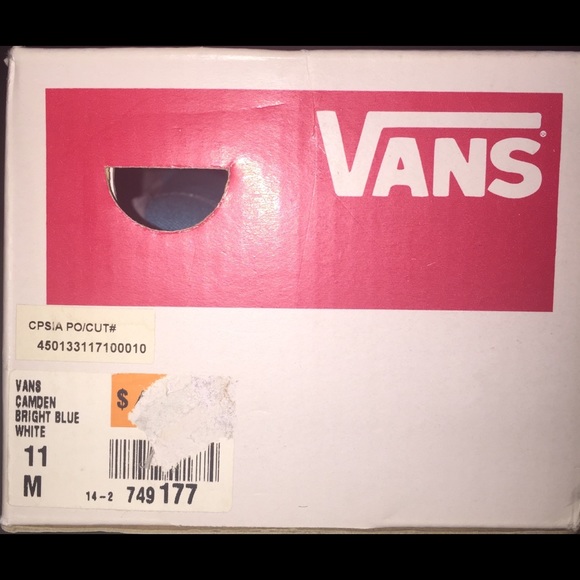 VANS
CPSIA PO/CUT#
450133117100010
VANS
CAMDEN
BRIGHT BLUE
WHITE
11
M
$
14-2 749 177